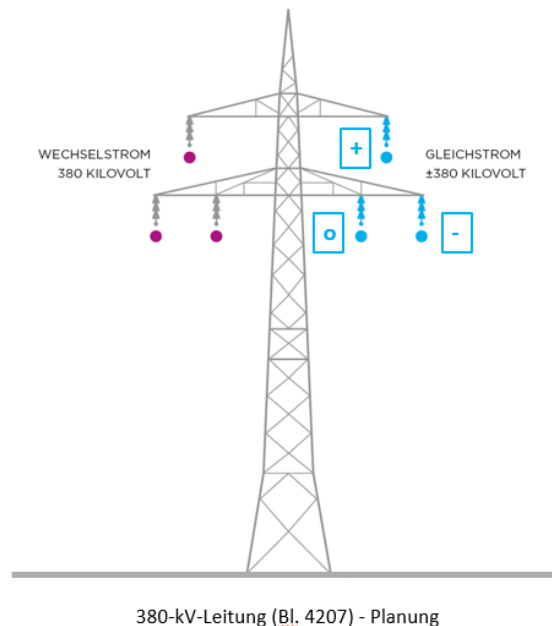 WECHSELSTROM
380 KILOVOLT
+
GLEICHSTROM
±380 KILOVOLT
o
-
380-kV-Leitung (Bl. 4207) - Planung